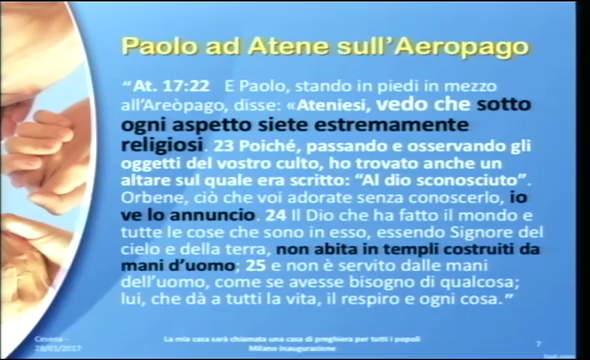 Paolo ad Atene sull'Aeropago
"At. 17:22 E Paolo, stando in piedi in mezzo
all'Areòpago, disse: «Ateniesi, vedo che sotto
ogni aspetto siete estremamente
religiosi. 23 Poiché, passando e osservando gli
oggetti del vostro culto, ho trovato anche un
altare sul quale era scritto: "Al dio sconosciuto".
Orbene, ciò che voi adorate senza conoscerlo, io
ve lo annuncio. 24 Il Dio che ha fatto il mondo e
tutte le cose che sono in esso, essendo Signore del
cielo e della terra, non abita in templi costruiti da
mani d'uomo; 25 e non è servito dalle mani
dell'uomo, come se avesse bisogno di qualcosa;
lui, che dà a tutti la vita, il respiro e ogni cosa."
Cesena -
28/01/2017
La mia casa sarà chiamata una casa di preghiera per tutti i popoli
Milano Inaugurazione
7